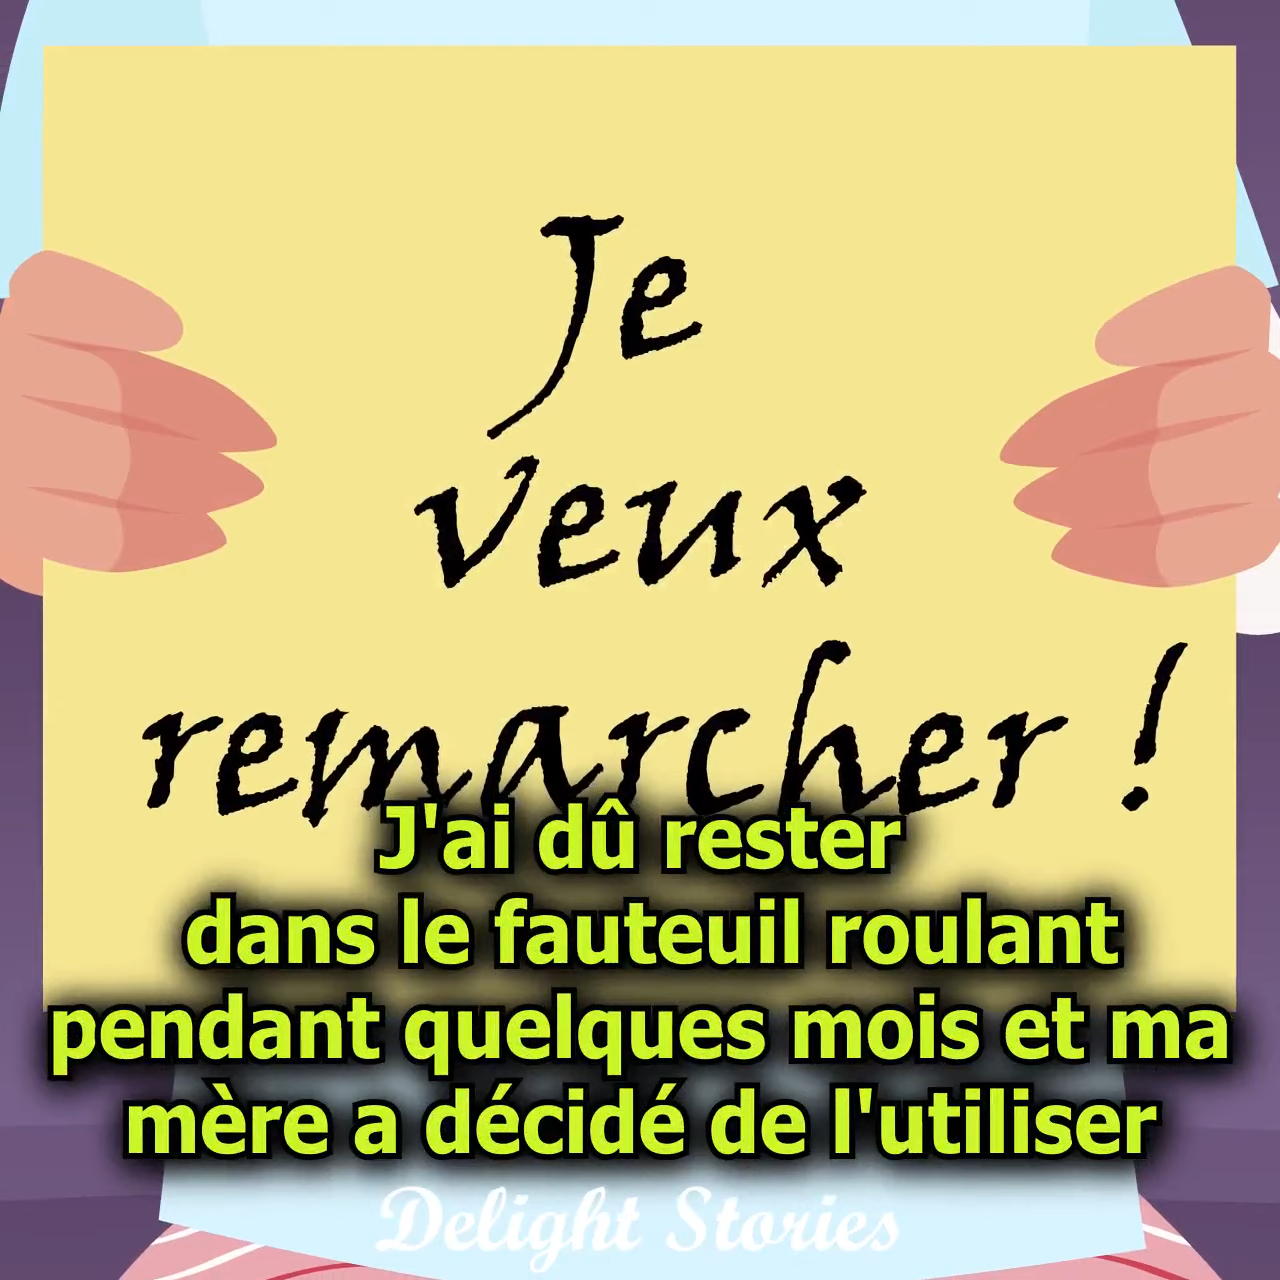 Je
veux
remarcher !
J'ai dû rester
dans le fauteuil roulant
pendant quelques mois et ma
mère a décidé de l'utiliser
Delight Stories